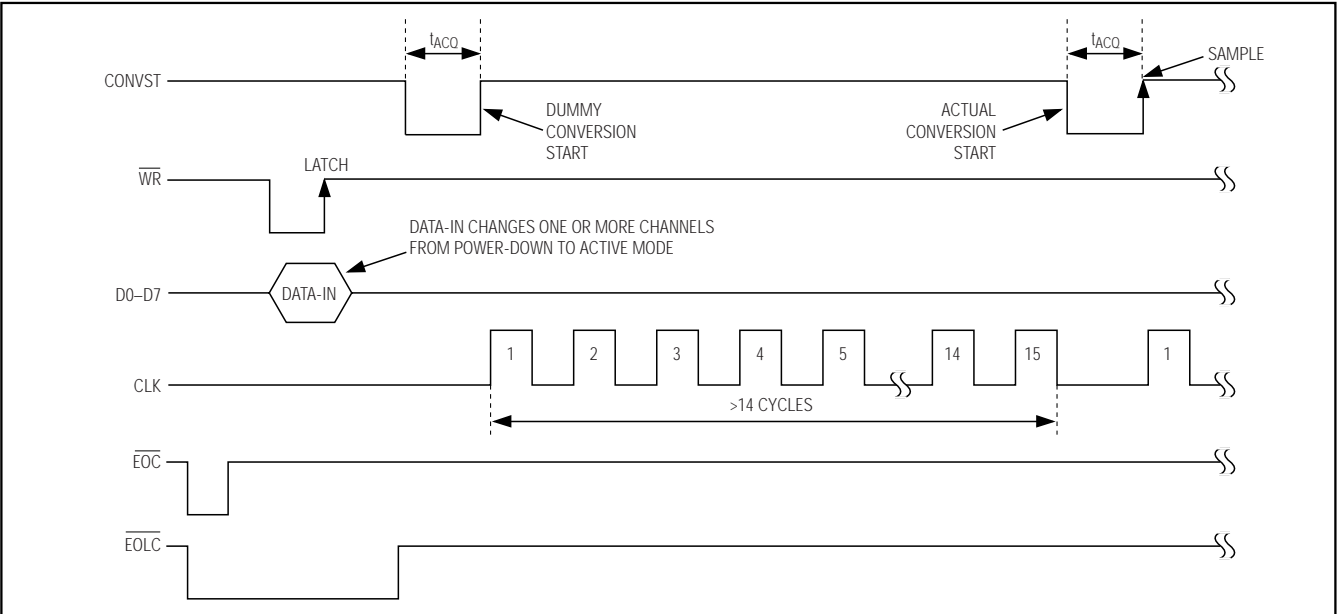 tACQ
tACQ
SAMPLE
CONVST
DUMMY
CONVERSION
START
ACTUAL
CONVERSION
START
WR
LATCH
DATA-IN CHANGES ONE OR MORE CHANNELS
FROM POWER-DOWN TO ACTIVE MODE
D0–D7
DATA-IN
CLK
1 2 3 4 5 14 15 1
>14 CYCLES
EOC
EOLC